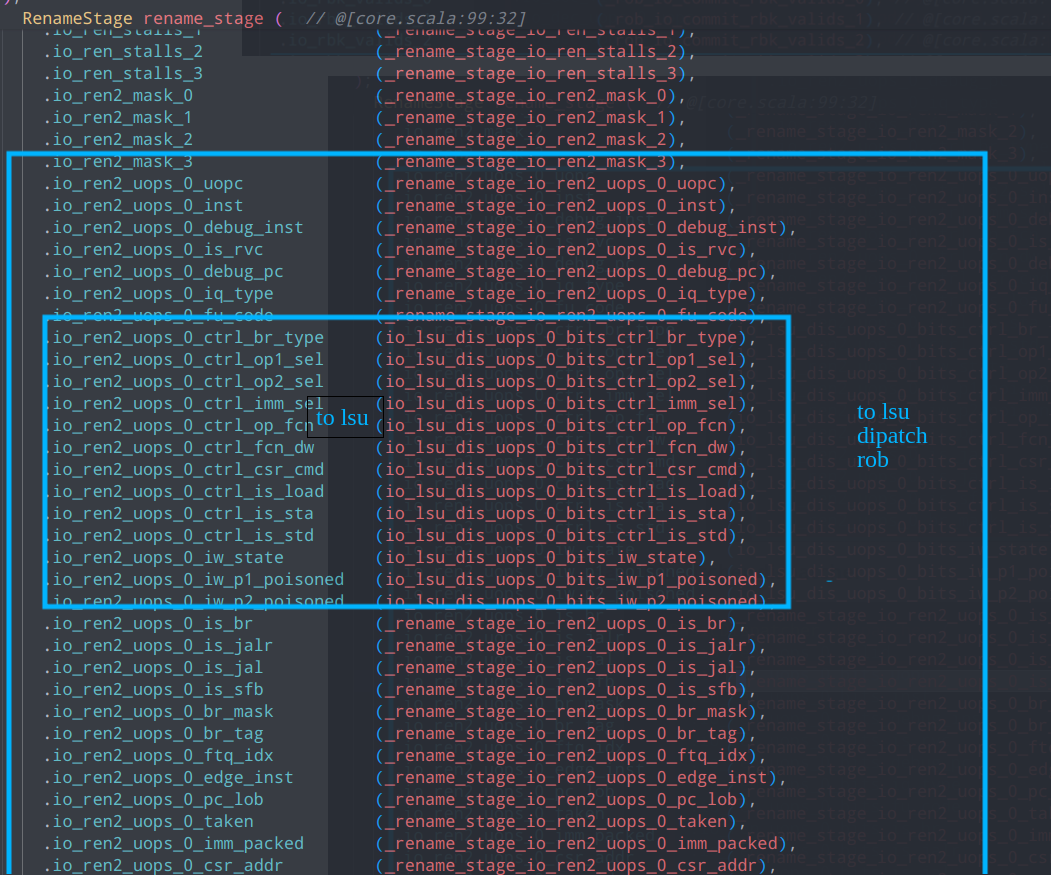 RenameStage rename_stage ( // @[core.scala:99:32]
.io_ren_stalls_1 (_rename_stage_io_ren_stalls_1),
.io_ren_stalls_2 (_rename_stage_io_ren_stalls_2),
.io_ren_stalls_3 (_rename_stage_io_ren_stalls_3),
.io_ren2_mask_0 (_rename_stage_io_ren2_mask_0),
.io_ren2_mask_1 (_rename_stage_io_ren2_mask_1),
.io_ren2_mask_2 (_rename_stage_io_ren2_mask_2),
.io_ren2_mask_3 (_rename_stage_io_ren2_mask_3),
.io_ren2_uops_0_uopc (_rename_stage_io_ren2_uops_0_uopc),
.io_ren2_uops_0_inst (_rename_stage_io_ren2_uops_0_inst),
.io_ren2_uops_0_debug_inst (_rename_stage_io_ren2_uops_0_debug_inst),
.io_ren2_uops_0_is_rvc (_rename_stage_io_ren2_uops_0_is_rvc),
.io_ren2_uops_0_debug_pc (_rename_stage_io_ren2_uops_0_debug_pc),
.io_ren2_uops_0_iq_type (_rename_stage_io_ren2_uops_0_iq_type),
.io_ren2_uops_0_fu_code (_rename_stage_io_ren2_uops_0_fu_code),
.io_ren2_uops_0_ctrl_br_type (io_lsu_dis_uops_0_bits_ctrl_br_type),
.io_ren2_uops_0_ctrl_op1_sel (io_lsu_dis_uops_0_bits_ctrl_op1_sel),
.io_ren2_uops_0_ctrl_op2_sel (io_lsu_dis_uops_0_bits_ctrl_op2_sel),
.io_ren2_uops_0_ctrl_imm_sel (io_lsu_dis_uops_0_bits_ctrl_imm_sel),
.io_ren2_uops_0_ctrl_op_fcn (io_lsu_dis_uops_0_bits_ctrl_op_fcn),
to lsu
.io_ren2_uops_0_ctrl_fcn_dw (io_lsu_dis_uops_0_bits_ctrl_fcn_dw),
.io_ren2_uops_0_ctrl_csr_cmd (io_lsu_dis_uops_0_bits_ctrl_csr_cmd),
.io_ren2_uops_0_ctrl_is_load (io_lsu_dis_uops_0_bits_ctrl_is_load),
.io_ren2_uops_0_ctrl_is_sta (io_lsu_dis_uops_0_bits_ctrl_is_sta),
.io_ren2_uops_0_ctrl_is_std (io_lsu_dis_uops_0_bits_ctrl_is_std),
.io_ren2_uops_0_iw_state (io_lsu_dis_uops_0_bits_iw_state),
.io_ren2_uops_0_iw_p1_poisoned (io_lsu_dis_uops_0_bits_iw_p1_poisoned),
.io_ren2_uops_0_iw_p2_poisoned (io_lsu_dis_uops_0_bits_iw_p2_poisoned),
.io_ren2_uops_0_is_br (_rename_stage_io_ren2_uops_0_is_br),
.io_ren2_uops_0_is_jalr (_rename_stage_io_ren2_uops_0_is_jalr),
.io_ren2_uops_0_is_jal (_rename_stage_io_ren2_uops_0_is_jal),
.io_ren2_uops_0_is_sfb (_rename_stage_io_ren2_uops_0_is_sfb),
.io_ren2_uops_0_br_mask (_rename_stage_io_ren2_uops_0_br_mask),
.io_ren2_uops_0_br_tag (_rename_stage_io_ren2_uops_0_br_tag),
.io_ren2_uops_0_ftq_idx (_rename_stage_io_ren2_uops_0_ftq_idx),
.io_ren2_uops_0_edge_inst (_rename_stage_io_ren2_uops_0_edge_inst),
.io_ren2_uops_0_pc_lob (_rename_stage_io_ren2_uops_0_pc_lob),
.io_ren2_uops_0_taken (_rename_stage_io_ren2_uops_0_taken),
.io_ren2_uops_0_imm_packed (_rename_stage_io_ren2_uops_0_imm_packed),
.io_ren2_uops_0_csr_addr (_rename_stage_io_ren2_uops_0_csr_addr),
to lsu
dipatch
rob